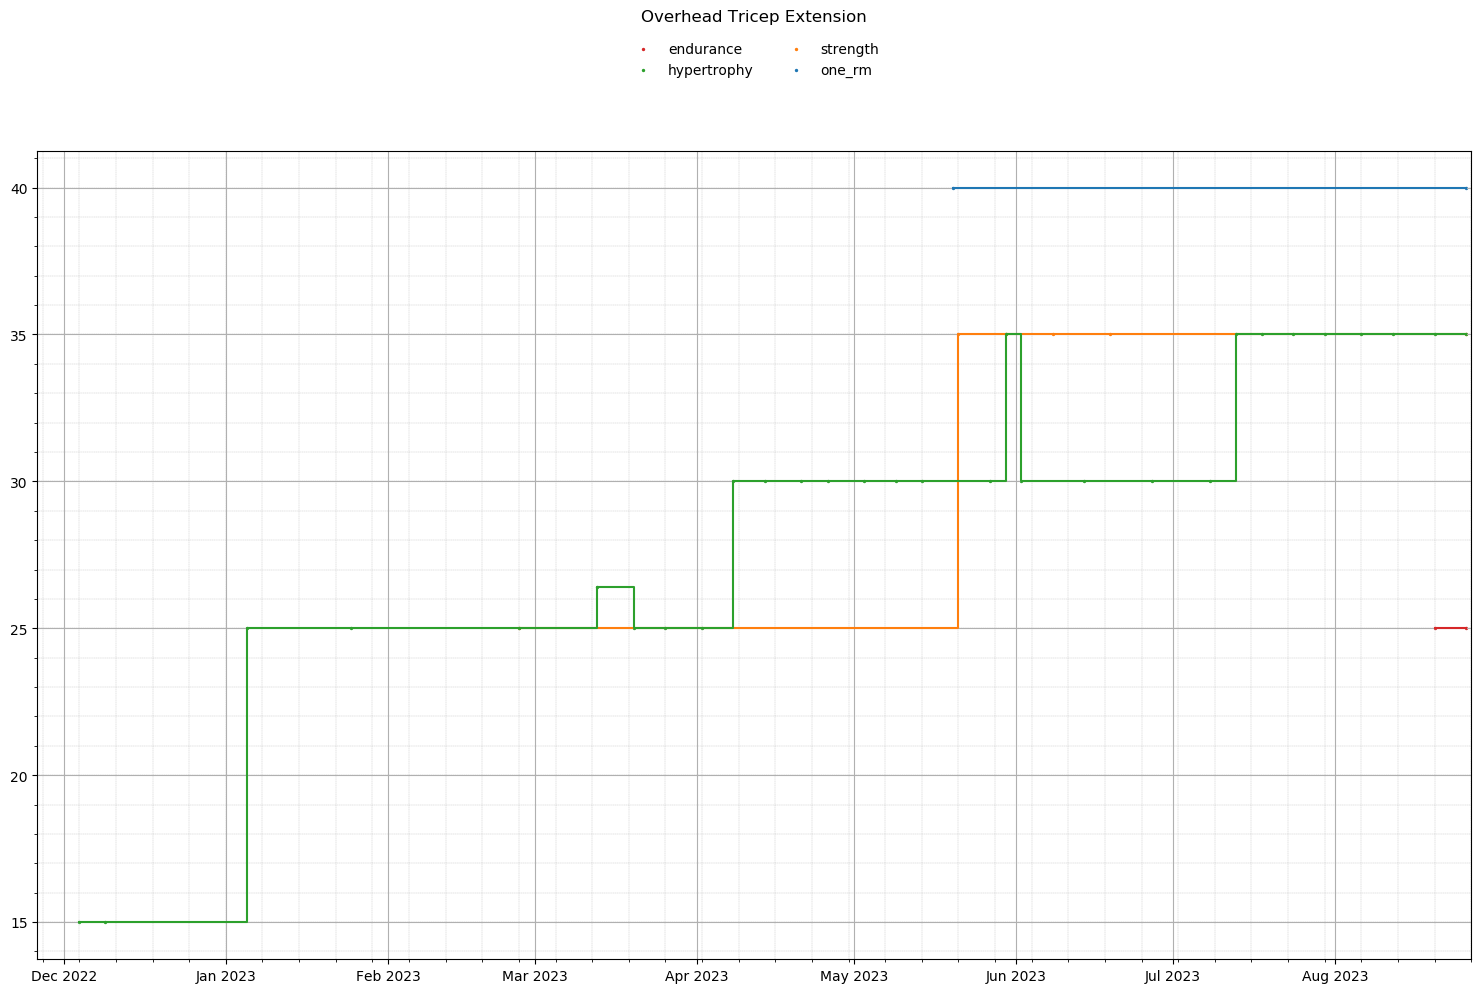 Overhead Tricep Extension
endurance strength
hypertrophy one_rm
40
35
30
25
20
15
Dec 2022 Jan 2023 Feb 2023 Mar 2023 Apr 2023 May 2023 Jun 2023 Jul 2023 Aug 2023